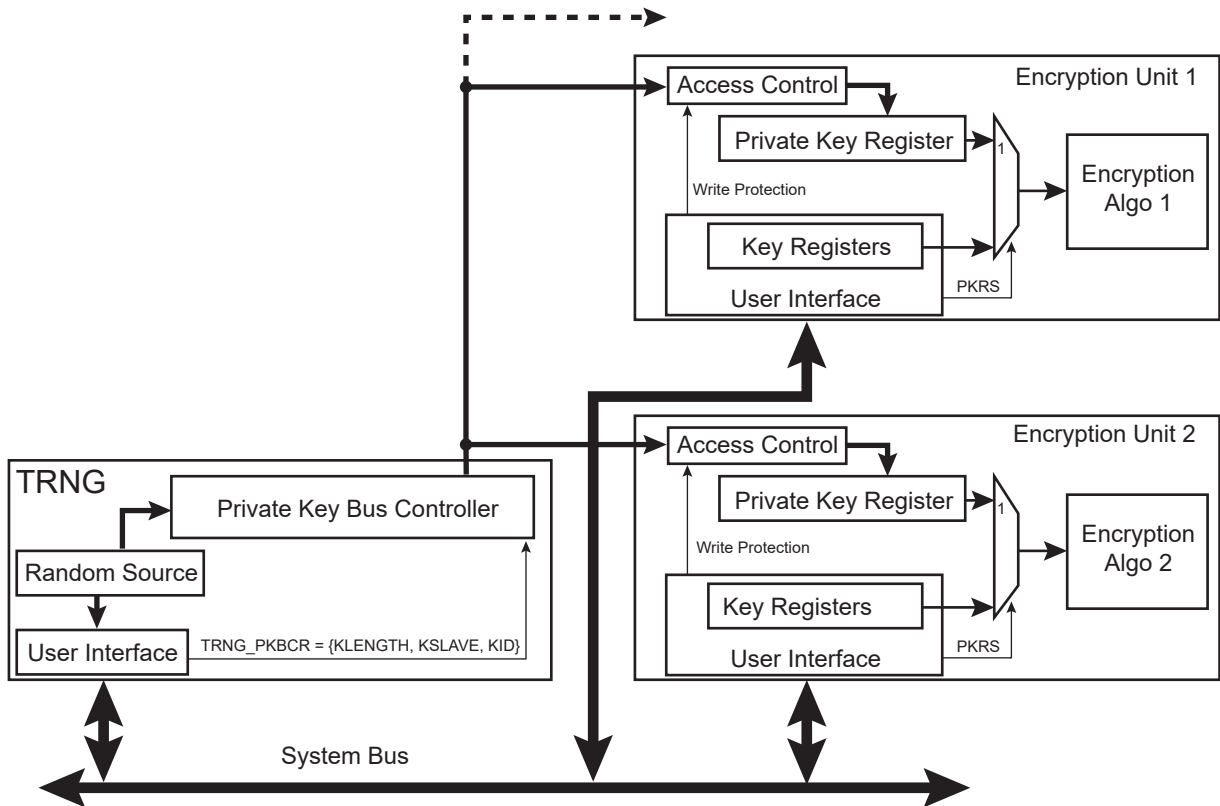 Encryption Unit 1
Access Control
Private Key Register
1
Encryption
Algo 1
Write Protection
Key Registers
PKRS
User Interface
Encryption Unit 2
Access Control
Private Key Register
1
Encryption
Algo 2
Write Protection
Key Registers
PKRS
User Interface
TRNG
Private Key Bus Controller
Random Source
User Interface
TRNG_PKBCR = {KLENGTH, KSLAVE, KID}
System Bus